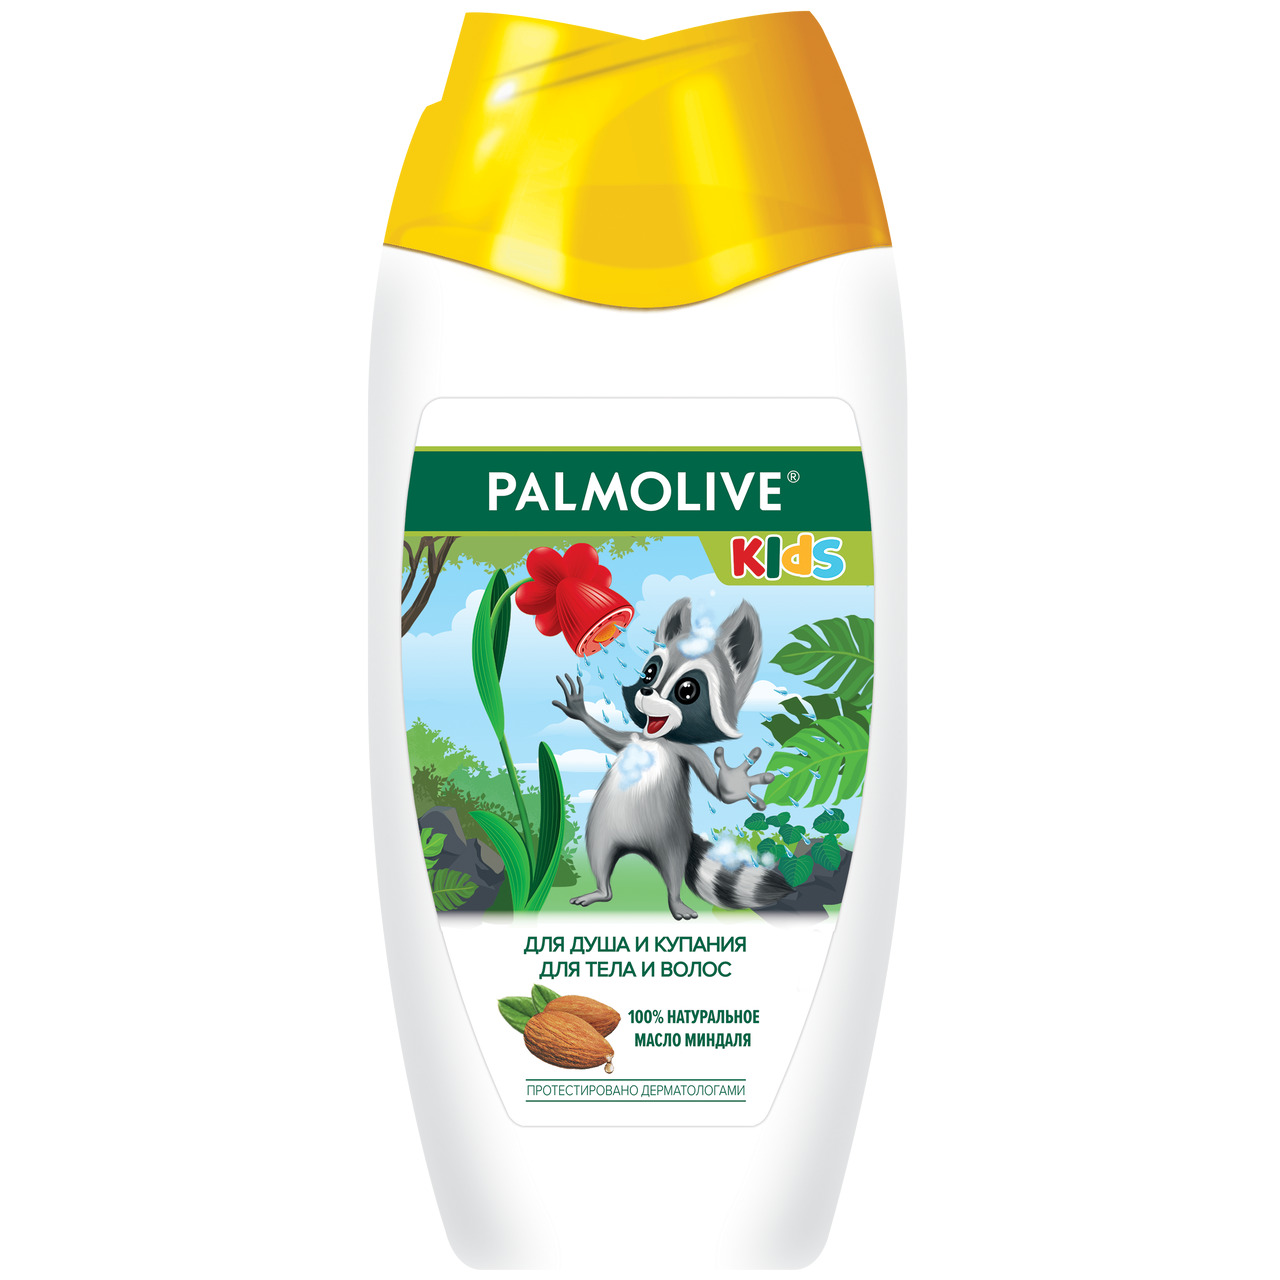 PALMOLIVE®
KIDS
ДЛЯ ДУША И КУПАНИЯ
ДЛЯ ТЕЛА И ВОЛОС
100% НАТУРАЛЬНОЕ
МАСЛО МИНДАЛЯ
ПРОТЕСТИРОВАНО ДЕРМАТОЛОГАМИ